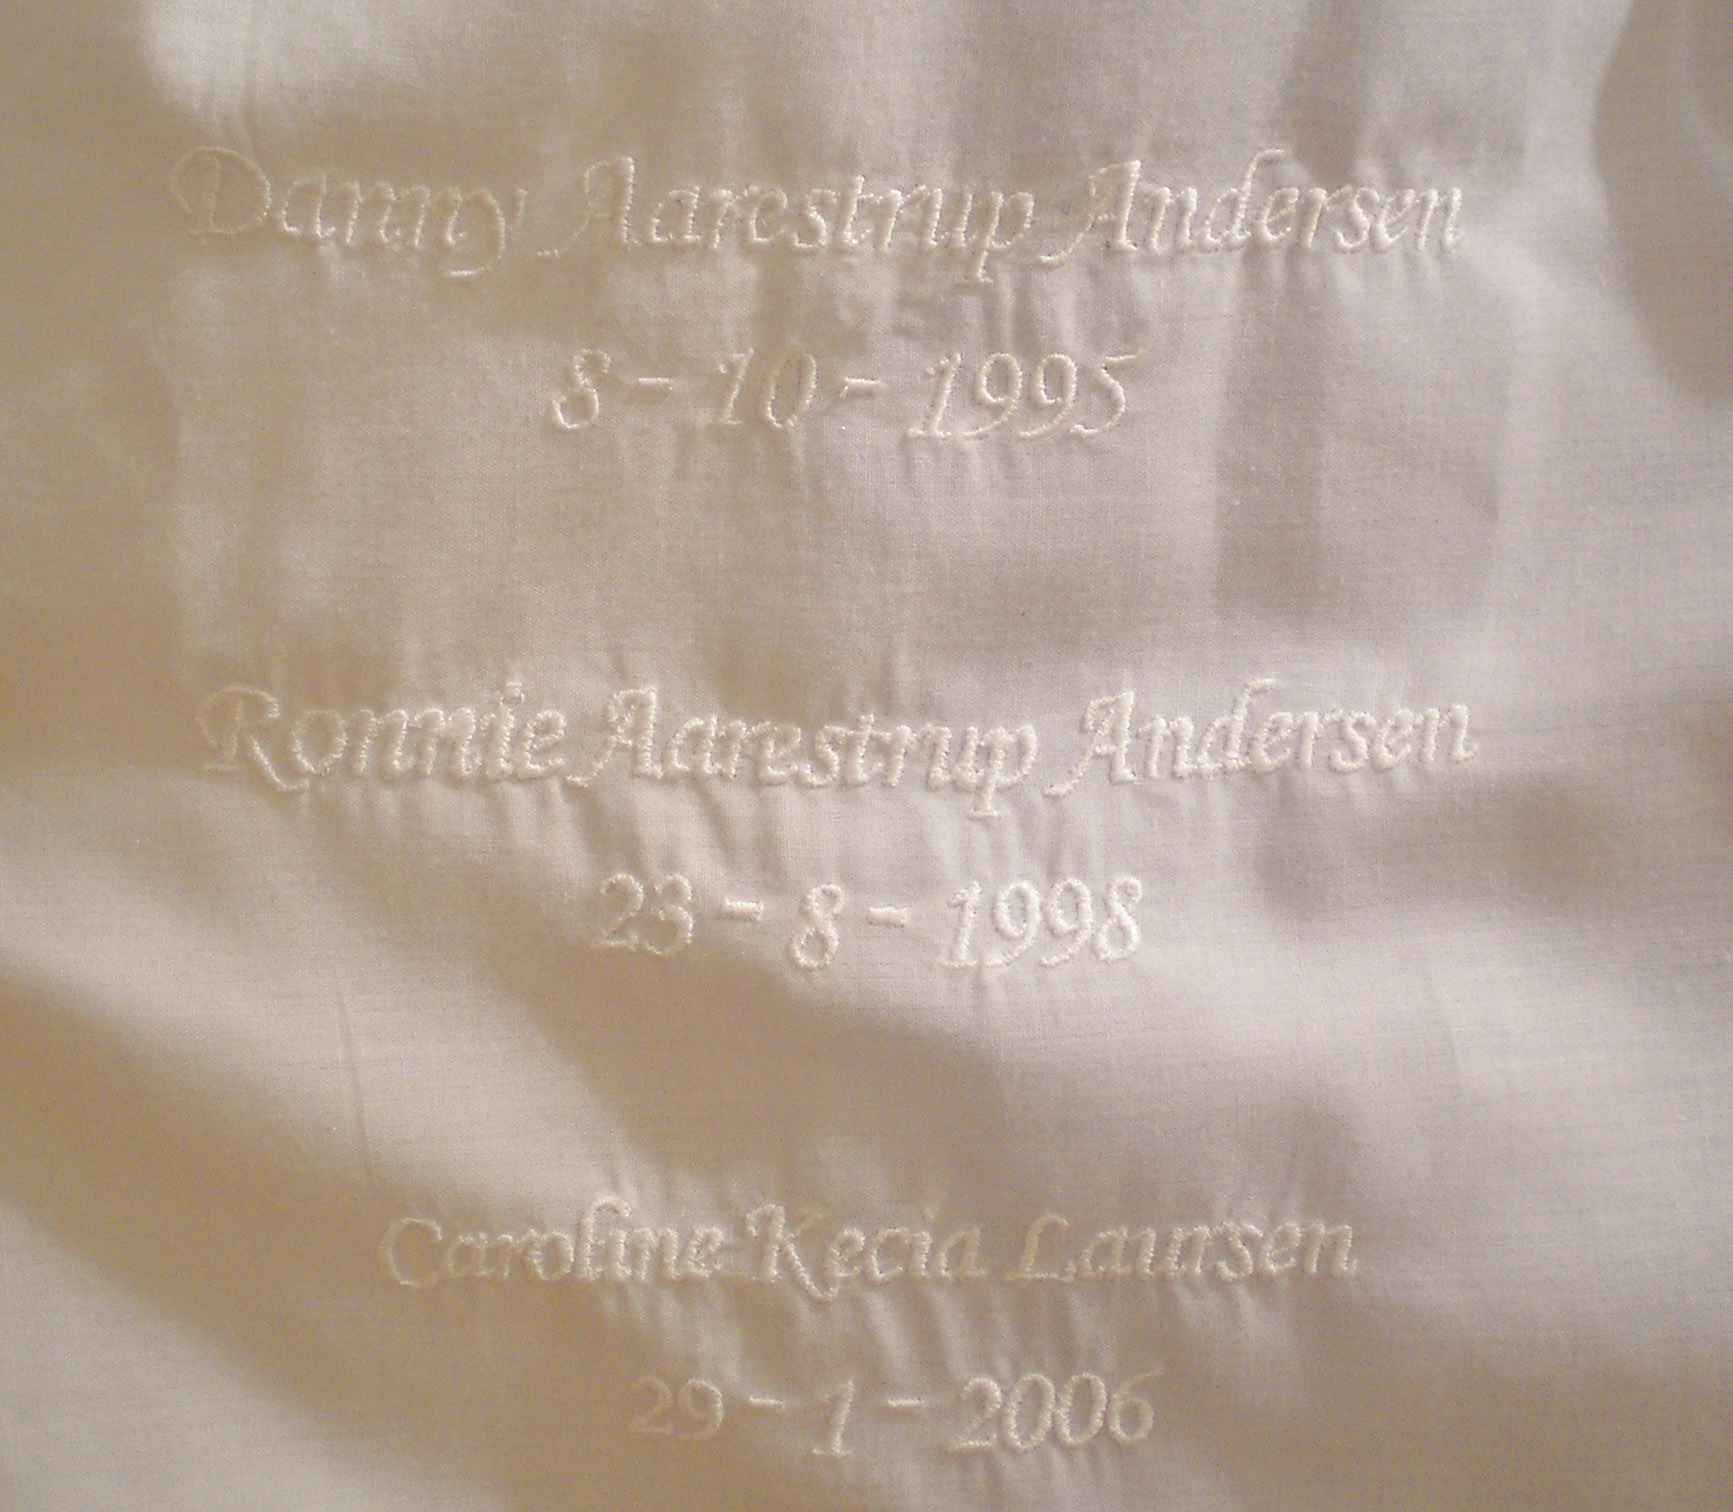 Danny Aarestrup Andersen
8 - 10 - 1995
Ronnie Aarestrup Andersen
23 - 8 - 1998
Caroline Kecia Laursen
29 - 1 - 2006